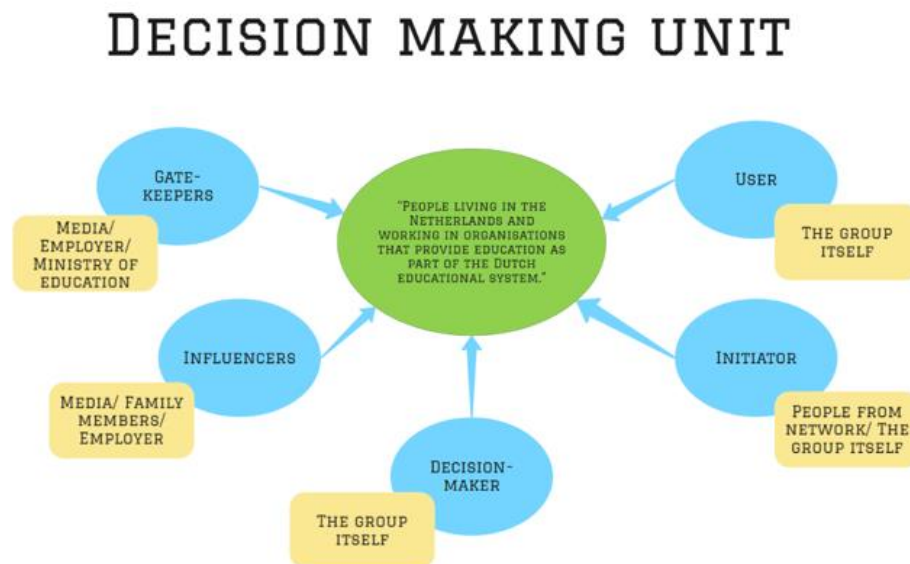 Decision making unit
Gate-
keepers
Media/
Employer/
Ministry of
education
"People living in the
Netherlands and
working in organisations
that provide education as
part of the Dutch
educational system."
User
The group
itself
Influencers
Media/ Family
members/
Employer
Initiator
People from
network/ The
group itself
Decision-
maker
The group
itself